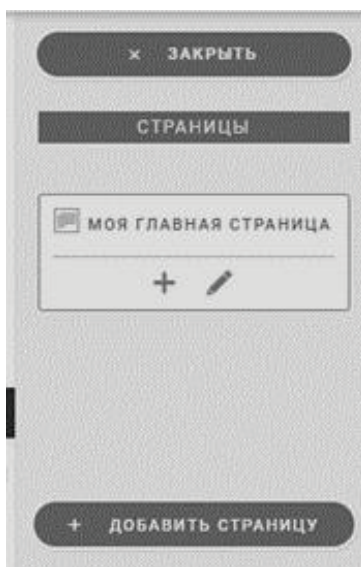 × ЗАКРЫТЬ
СТРАНИЦЫ
МОЯ ГЛАВНАЯ СТРАНИЦА
+ ДОБАВИТЬ СТРАНИЦУ